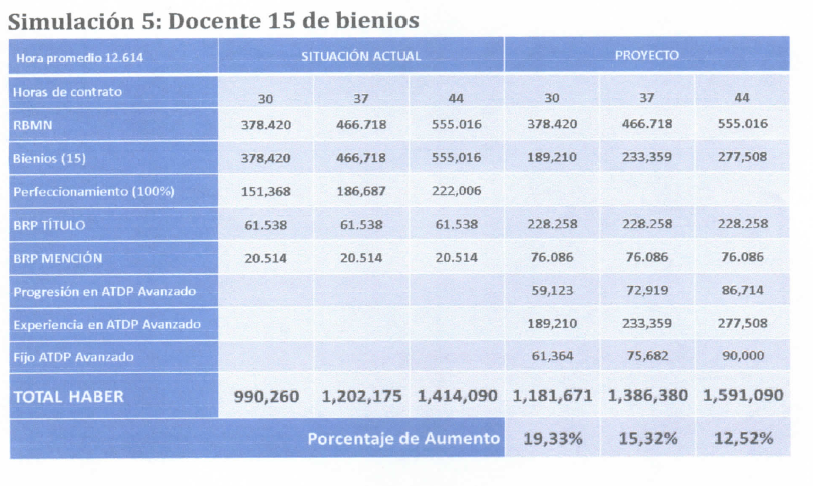 Simulación 5: Docente 15 de bienios
Hora promedio 12.614 SITUACIÓN ACTUAL PROYECTO
Horas de contrato 30 37 44 30 37 44
RBMN 378.420 466.718 555.016 378.420 466.718 555.016
Bienios (15) 378,420 466,718 555,016 189,210 233,359 277,508
Perfeccionamiento (100%) 151,368 186,687 222,006
BRP TÍTULO 61.538 61.538 61.538 228.258 228.258 228.258
BRP MENCIÓN 20.514 20.514 20.514 76.086 76.086 76.086
Progresión en ATDP Avanzado 59,123 72,919 86,714
Experiencia en ATDP Avanzado 189,210 233,359 277,508
Fijo ATDP Avanzado 61,364 75,682 90,000
TOTAL HABER 990,260 1,202,175 1,414,090 1,181,671 1,386,380 1,591,090
Porcentaje de Aumento 19,33% 15,32% 12,52%